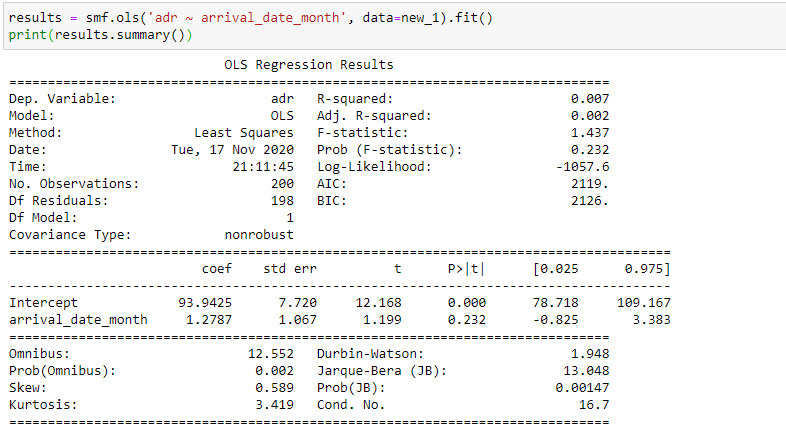 results = smf.ols('adr ~ arrival_date_month', data=new_1).fit()
print(results.summary())
OLS Regression Results
==============================================================================
Dep. Variable: adr R-squared: 0.007
Model: OLS Adj. R-squared: 0.002
Method: Least Squares F-statistic: 1.437
Date: Tue, 17 Nov 2020 Prob (F-statistic): 0.232
Time: 21:11:45 Log-Likelihood: -1057.6
No. Observations: 200 AIC: 2119.
Df Residuals: 198 BIC: 2126.
Df Model: 1
Covariance Type: nonrobust
======================================================================================
coef std err t P>|t| [0.025 0.975]
--------------------------------------------------------------------------------------
Intercept 93.9425 7.720 12.168 0.000 78.718 109.167
arrival_date_month 1.2787 1.067 1.199 0.232 -0.825 3.383
==============================================================================
Omnibus: 12.552 Durbin-Watson: 1.948
Prob(Omnibus): 0.002 Jarque-Bera (JB): 13.048
Skew: 0.589 Prob(JB): 0.00147
Kurtosis: 3.419 Cond. No. 16.7
==============================================================================